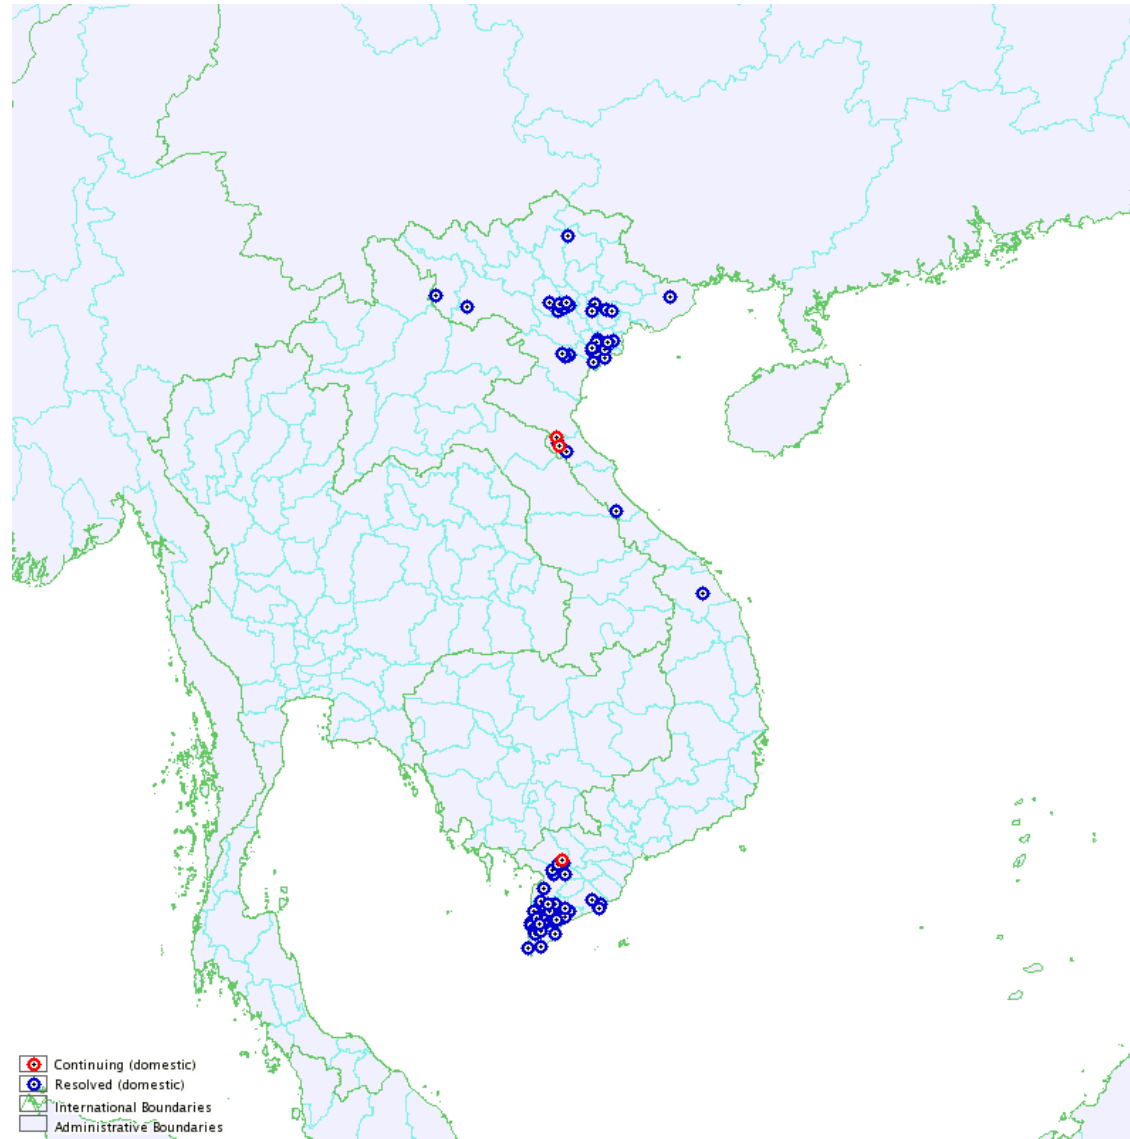 Continuing (domestic)
Resolved (domestic)
International Boundaries
Administrative Boundaries